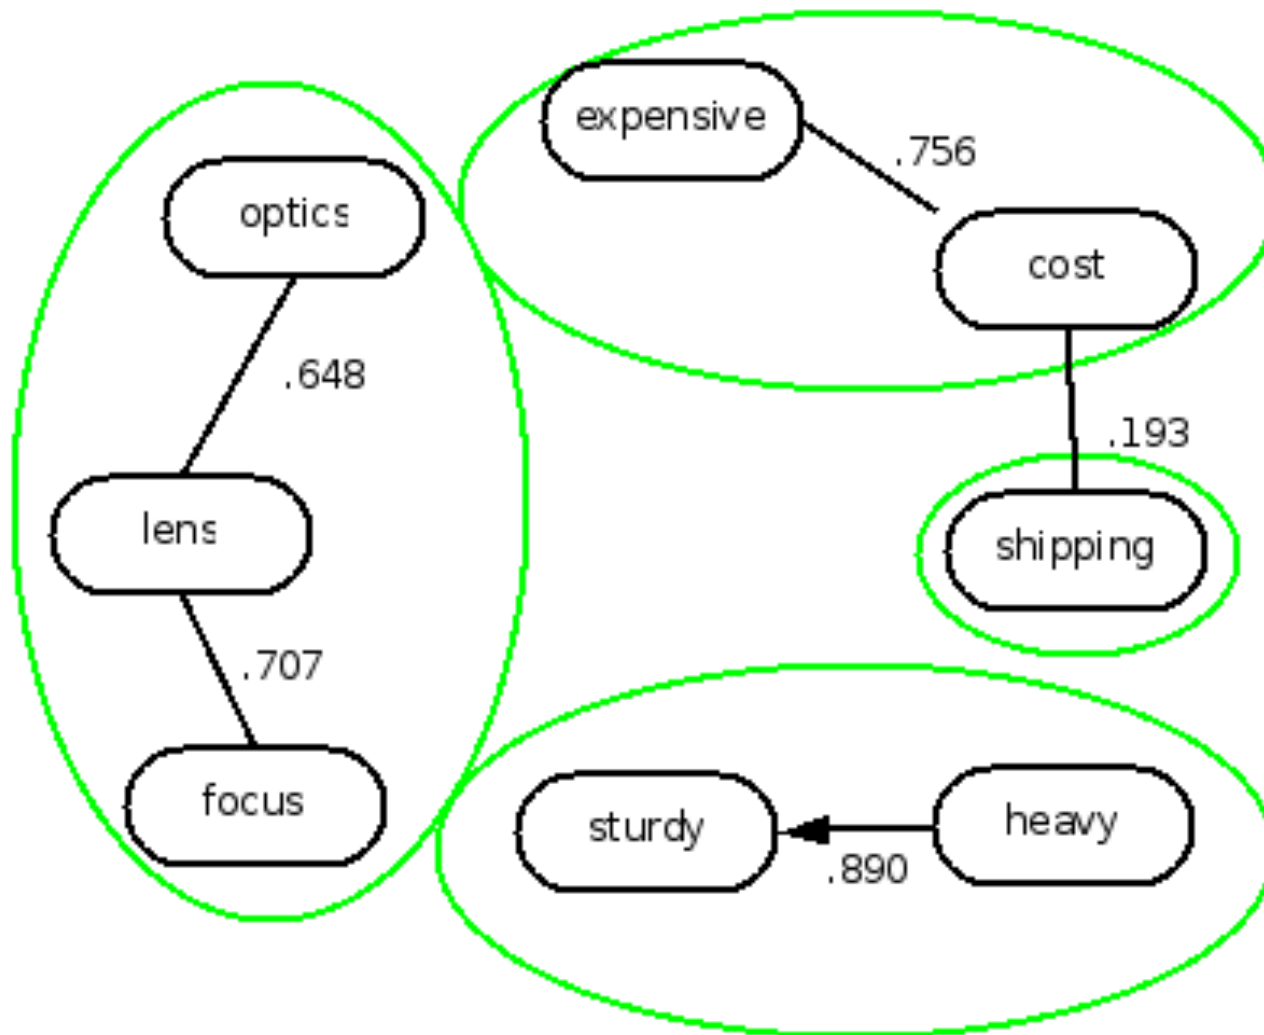 expensive
.756
optics
cost
.648
.193
lens
shipping
.707
focus
sturdy
heavy
.890